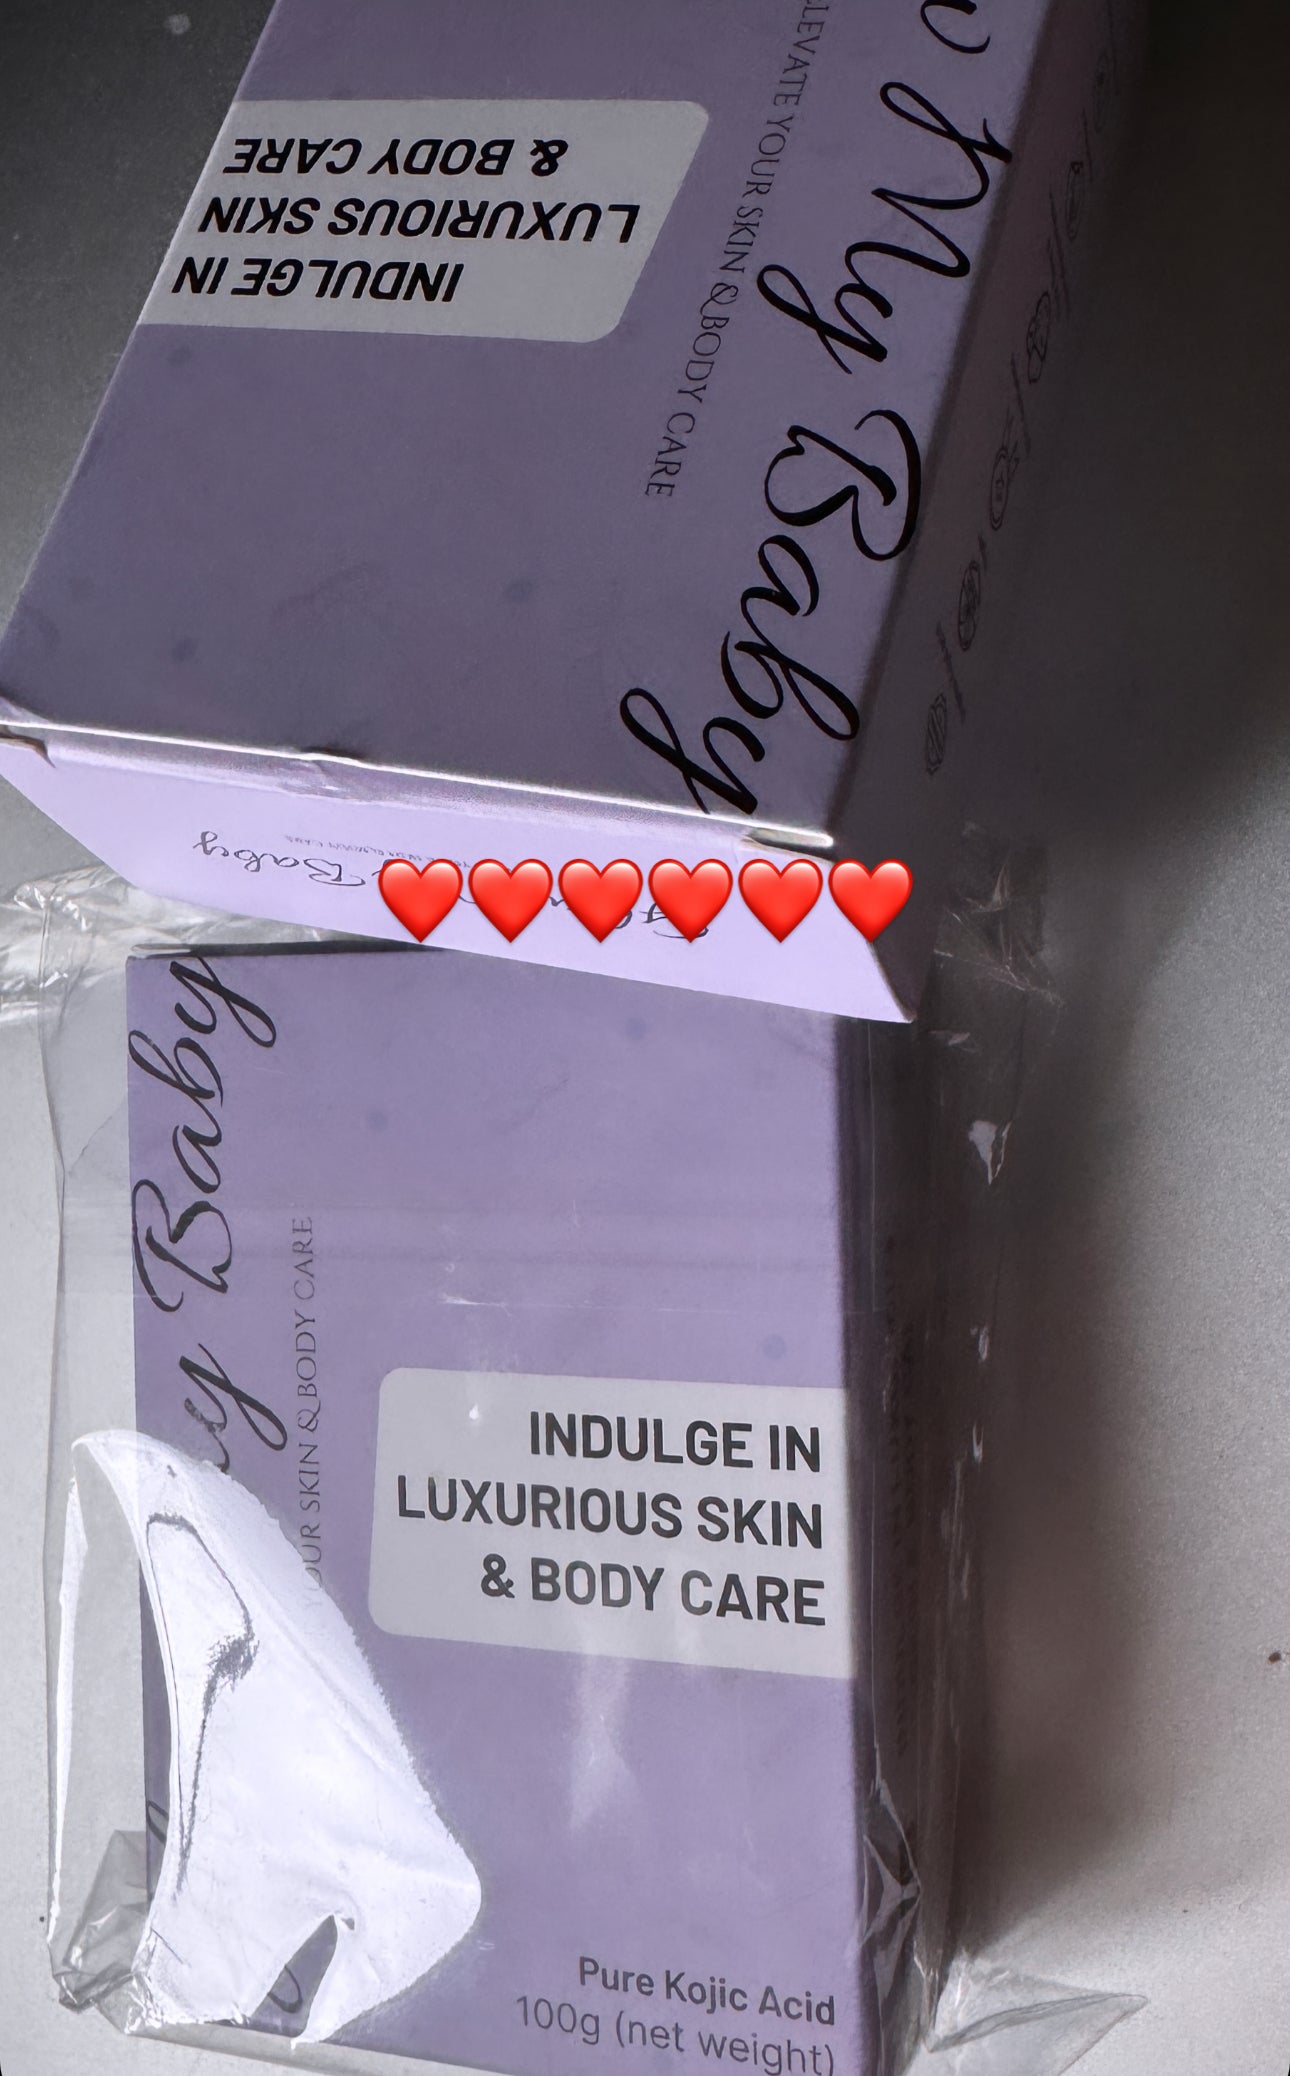 INDULGE IN
LUXURIOUS SKIN
& BODY CARE
ELEVATE YOUR SKIN & BODY CARE
My Baby
Baby
Baby
YOUR SKIN & BODY CARE
INDULGE IN
LUXURIOUS SKIN
& BODY CARE
Pure Kojic Acid
100g (net weight)